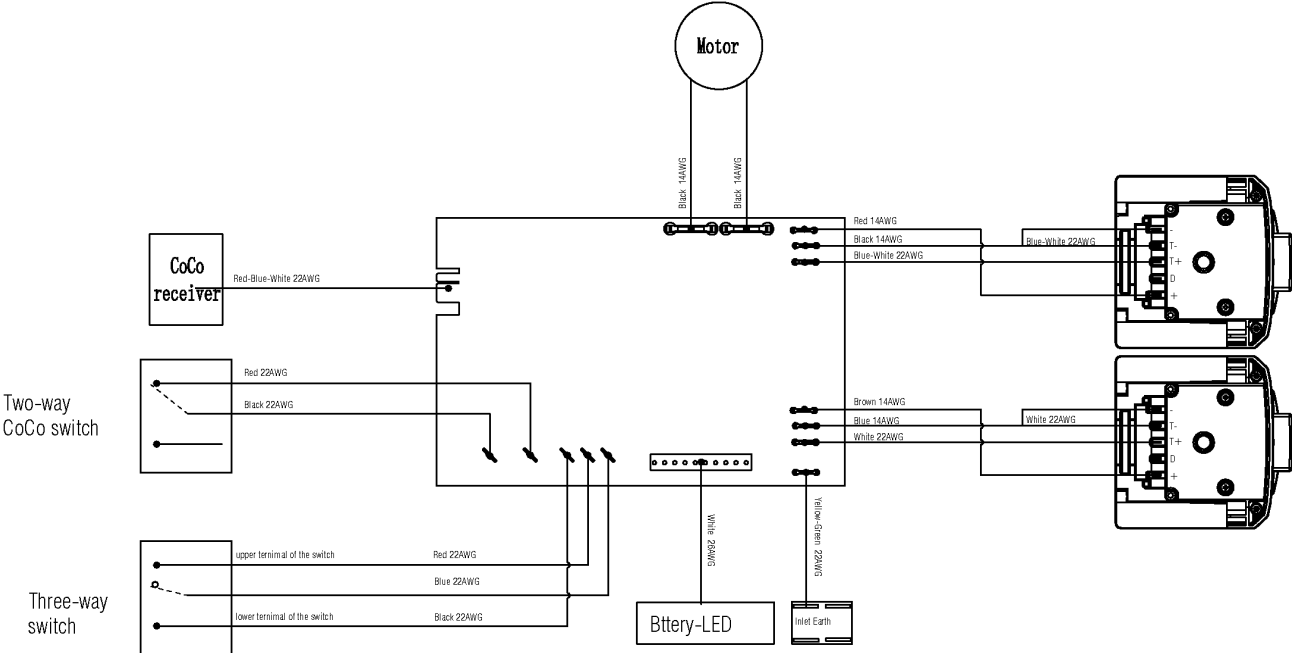 Motor
Black 14AWG
Black 14AWG
Red 14AWG
Black 14AWG
Blue-White 22AWG
Blue-White 22AWG
-
T-
T+
D
+
CoCo
receiver
Red-Blue-White 22AWG
Two-way
CoCo switch
Red 22AWG
Black 22AWG
Brown 14AWG
Blue 14AWG
White 22AWG
White 22AWG
-
T-
T+
D
+
Three-way
switch
upper ternimal of the switch
Red 22AWG
Blue 22AWG
lower ternimal of the switch
Black 22AWG
White 26AWG
Yellow-Green 22AWG
Bttery-LED
Inlet Earth